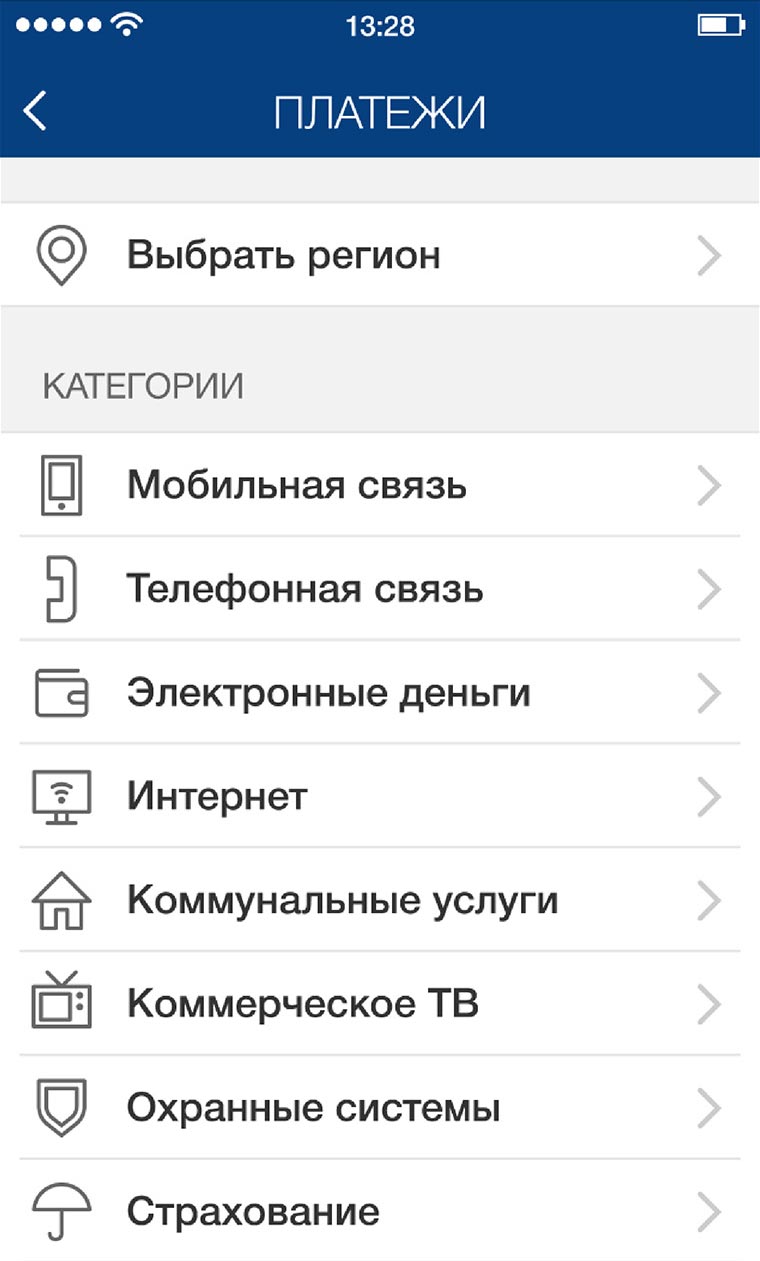 13:28
ПЛАТЕЖИ
Выбрать регион
КАТЕГОРИИ
Мобильная связь
Телефонная связь
Электронные деньги
Интернет
Коммунальные услуги
Коммерческое ТВ
Охранные системы
Страхование